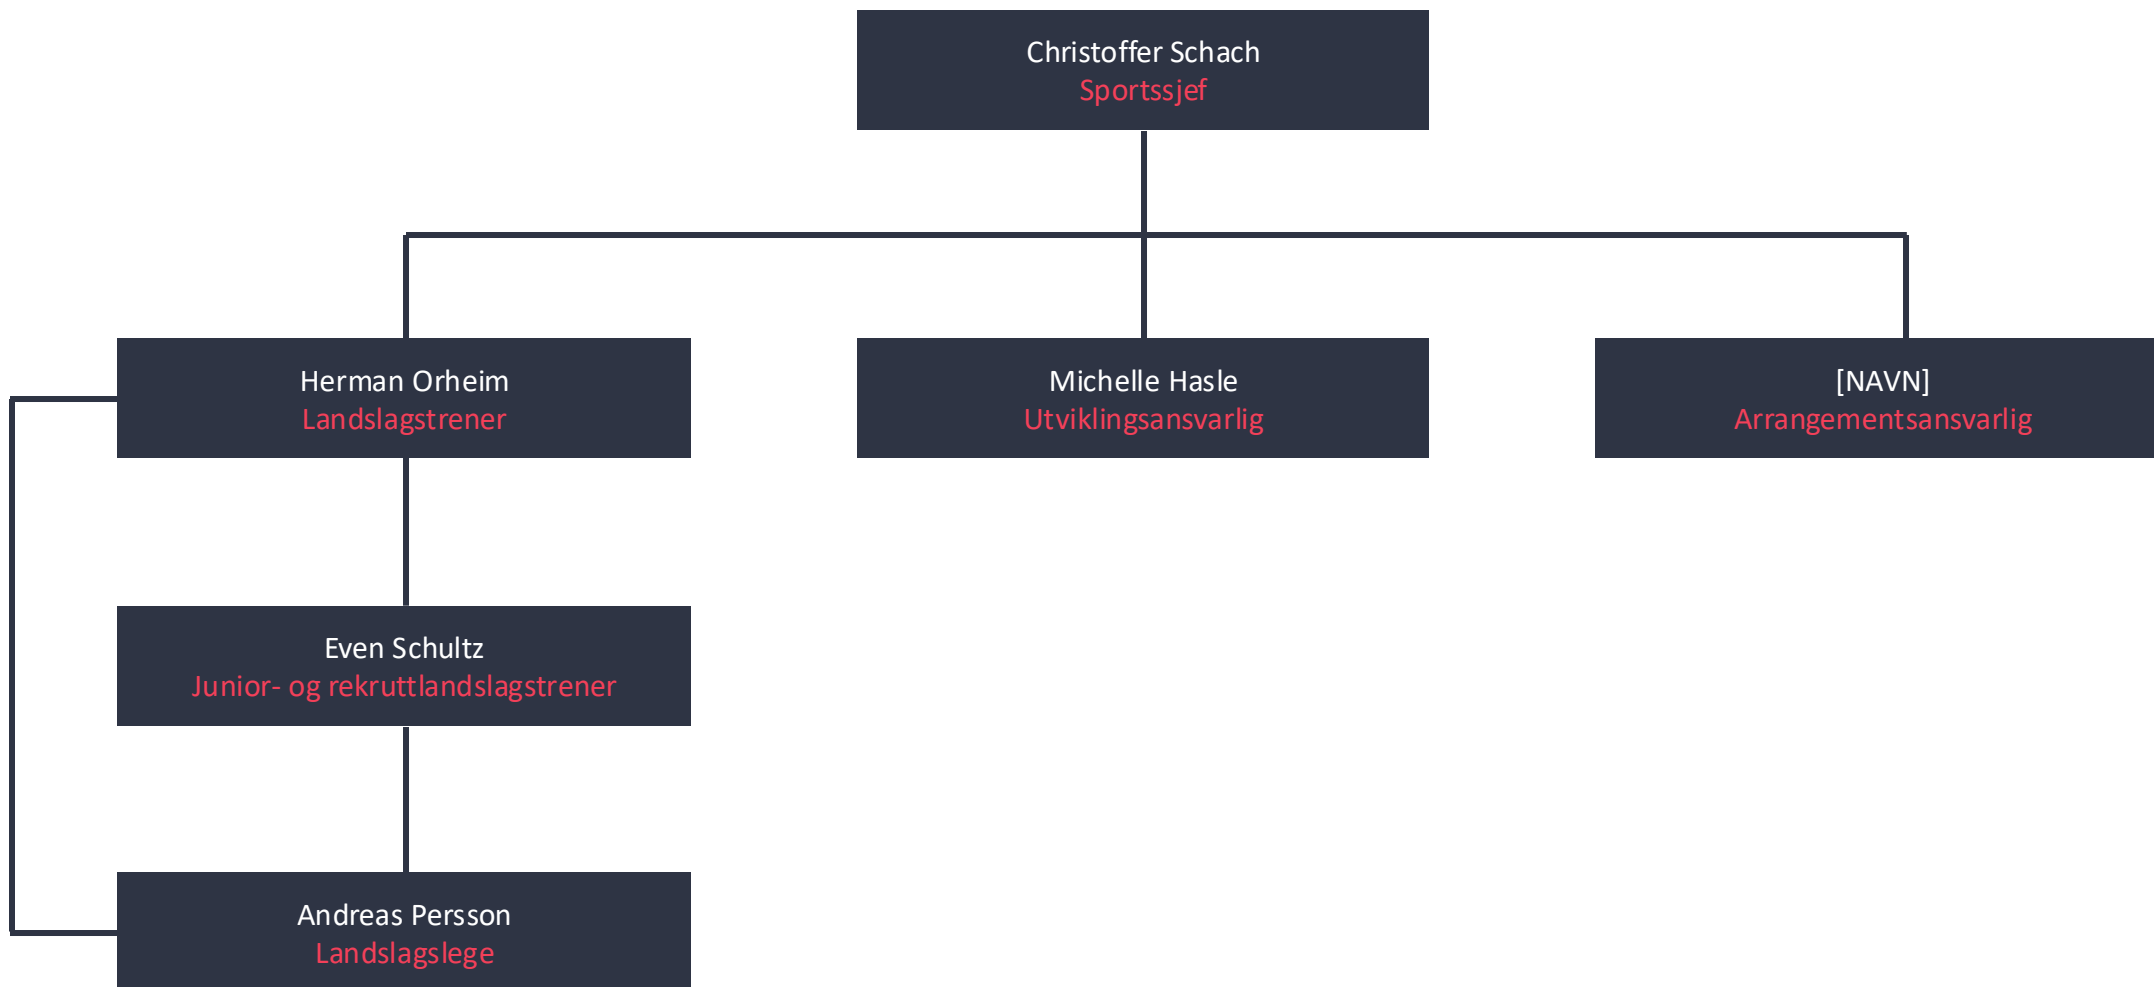 Christoffer Schach
Sportssjef
Herman Orheim
Landslagstrener
Michelle Hasle
Utviklingsansvarlig
[NAVN]
Arrangementsansvarlig
Even Schultz
Junior- og rekruttlandslagstrener
Andreas Persson
Landslagslege